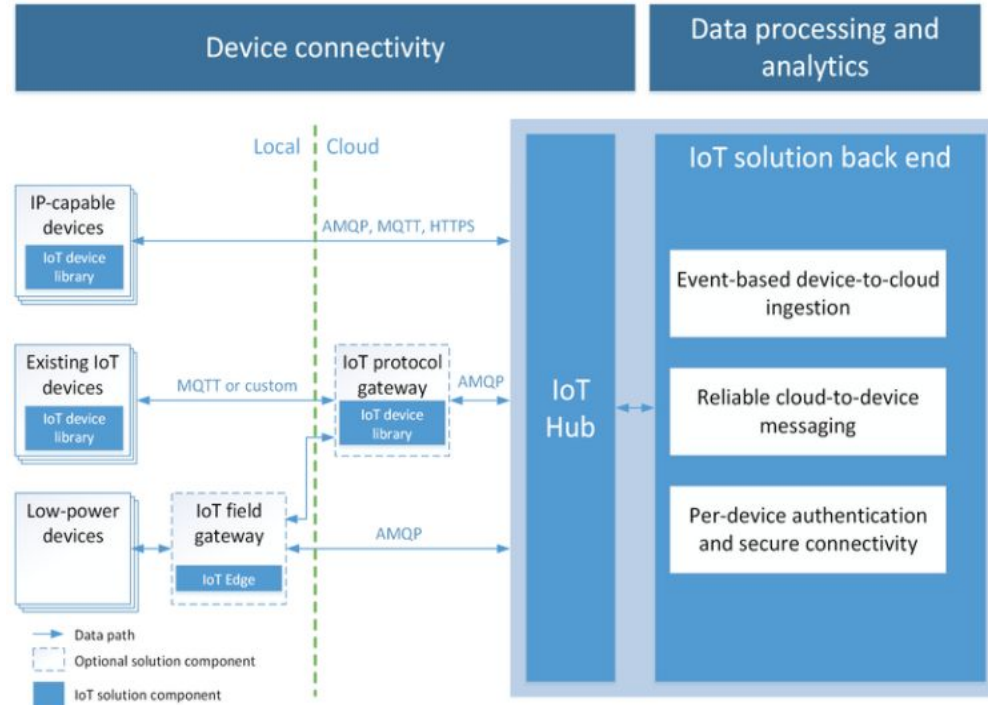 Device connectivity
Data processing and
analytics
Local
Cloud
IoT solution back end
IP-capable
devices
IoT device
library
AMQP, MQTT, HTTPS
Event-based device-to-cloud
ingestion
Existing IoT
devices
IoT device
library
MQTT or custom
IoT protocol
gateway
IoT device
library
AMQP
IoT
Hub
Reliable cloud-to-device
messaging
Low-power
devices
IoT field
gateway
IoT Edge
AMQP
Per-device authentication
and secure connectivity
Data path
Optional solution component
IoT solution component